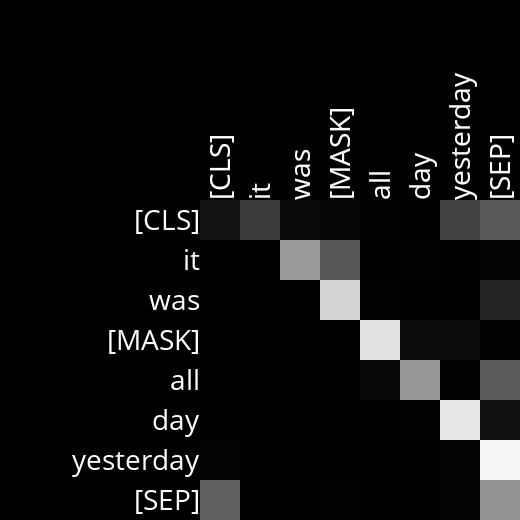 [CLS] it was [MASK] all day yesterday [SEP]
[CLS]
it
was
[MASK]
all
day
yesterday
[SEP]